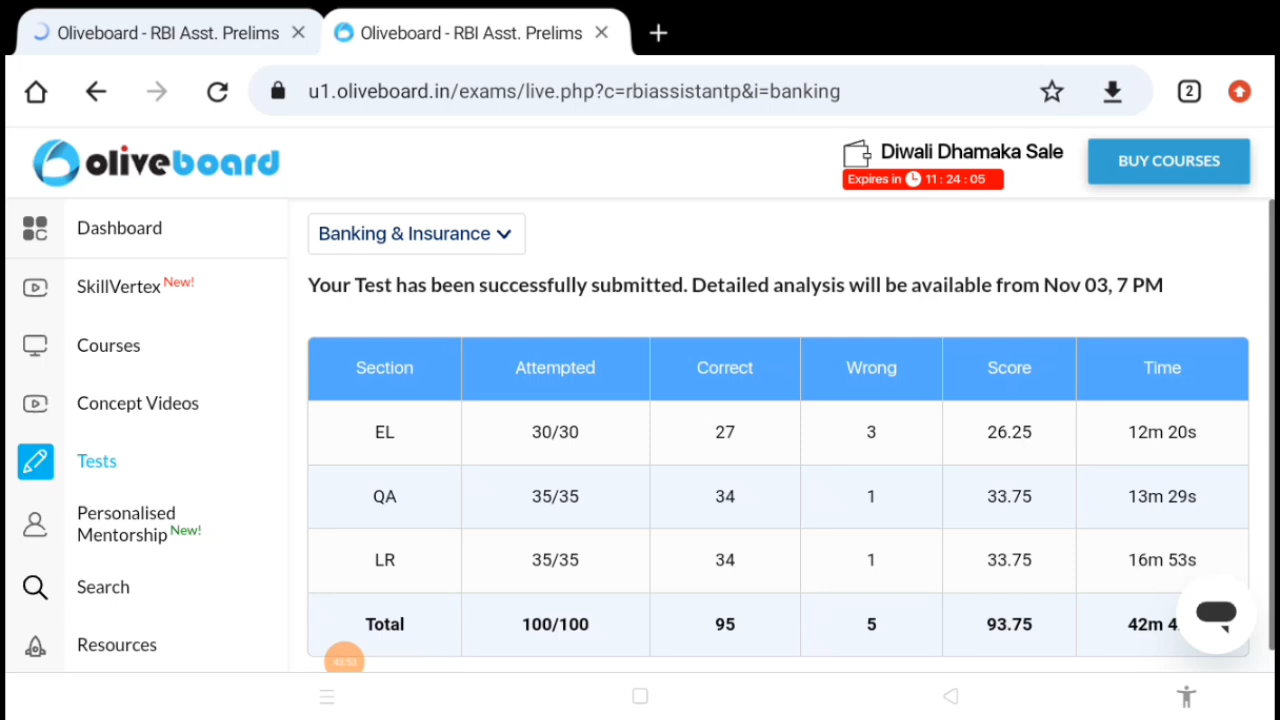 Oliveboard - RBI Asst. Prelims
Oliveboard - RBI Asst. Prelims
u1.oliveboard.in/exams/live.php?c=rbiassistantp&i=banking
2
oliveboard
Diwali Dhamaka Sale
Expires in 11 : 24 : 05
BUY COURSES
Dashboard
SkillVertex New!
Courses
Concept Videos
Tests
Personalised
Mentorship New!
Search
Resources
Banking & Insurance
Your Test has been successfully submitted. Detailed analysis will be available from Nov 03, 7 PM
Section Attempted Correct Wrong Score Time
EL 30/30 27 3 26.25 12m 20s
QA 35/35 34 1 33.75 13m 29s
LR 35/35 34 1 33.75 16m 53s
Total 100/100 95 5 93.75 42m
43:53